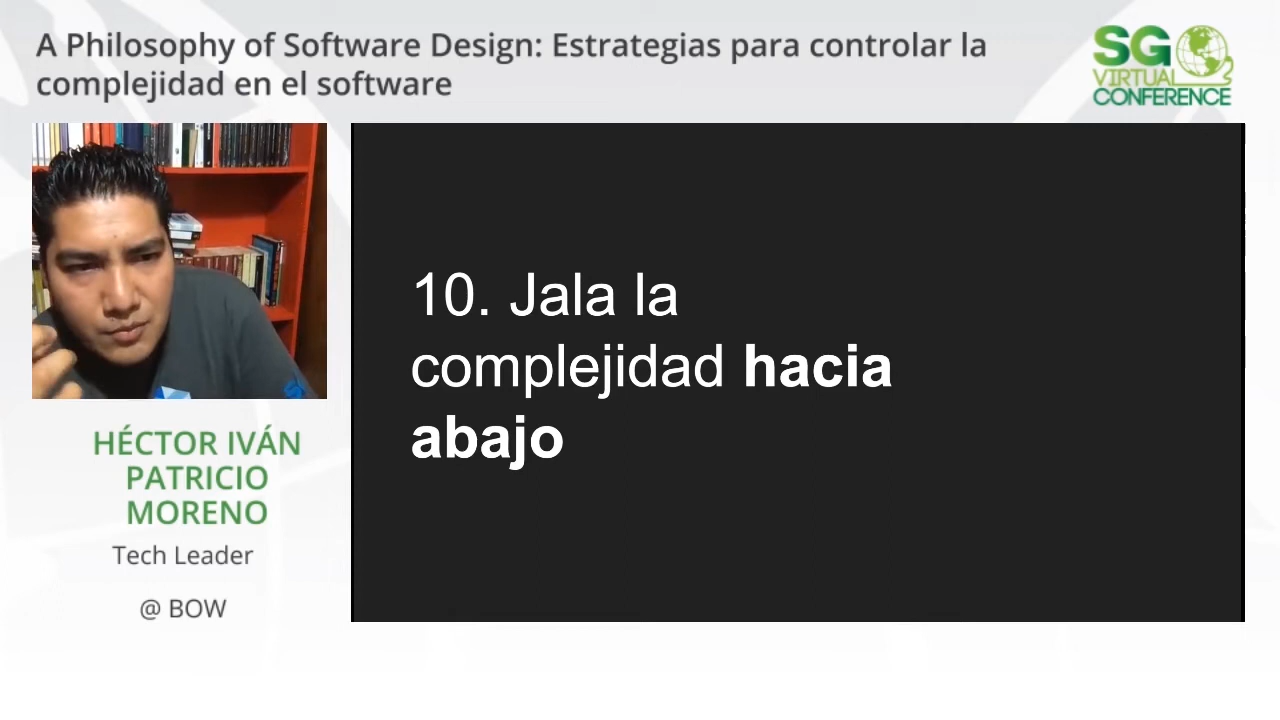 A Philosophy of Software Design: Estrategias para controlar la
complejidad en el software
SG
VIRTUAL
CONFERENCE
10. Jala la
complejidad hacia
abajo
HÉCTOR IVÁN
PATRICIO
MORENO
Tech Leader
@ BOW